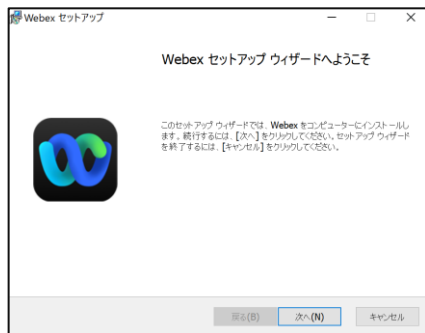 Webex セットアップ
Webex セットアップ ウィザードへようこそ
このセットアップ ウィザードでは、Webex をコンピューターにインストールし
ます。続行するには、[次へ] をクリックしてください。セットアップ ウィザード
を終了するには、[キャンセル] をクリックしてください。
戻る(B) 次へ(N) キャンセル